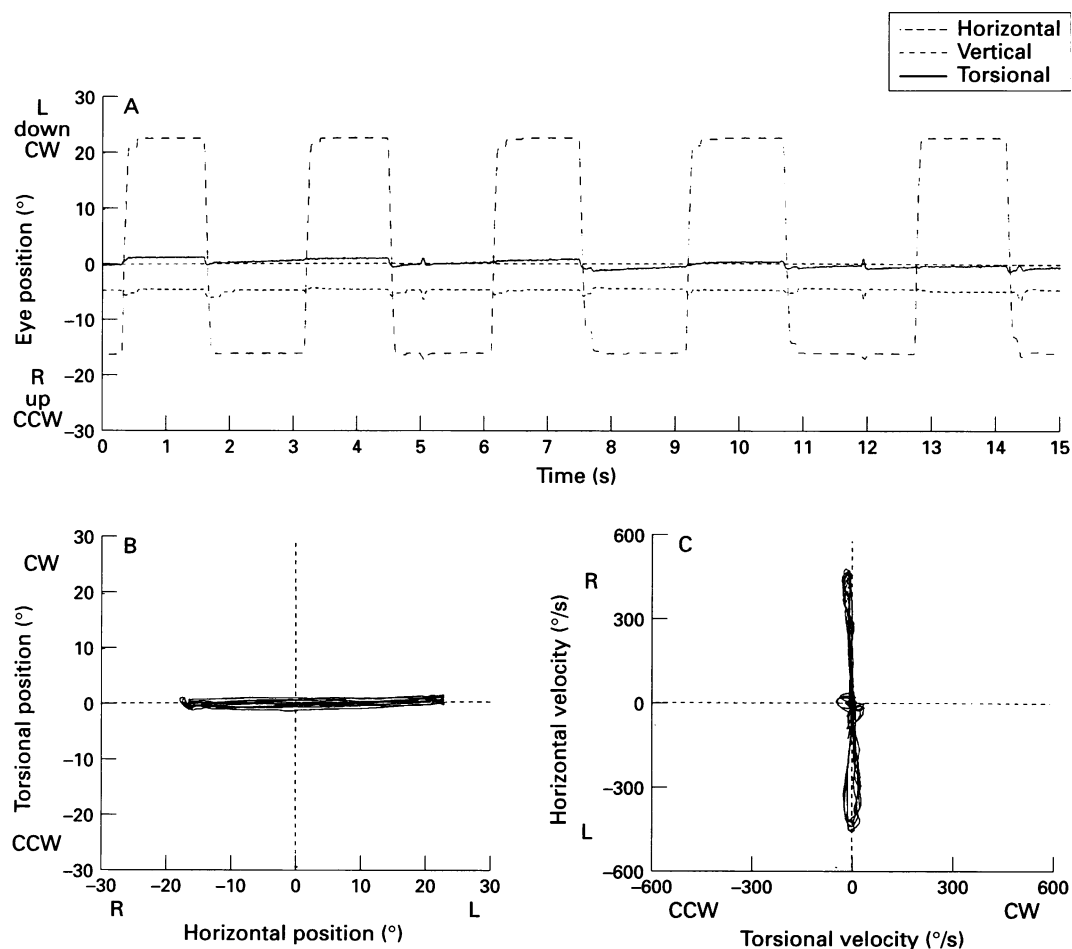 Horizontal
Vertical
Torsional
A
L
down
CW
R
up
CCW
Eye position (°)
30
20
10
0
−10
−20
−30
0 1 2 3 4 5 6 7 8 9 10 11 12 13 14 15
Time (s)
B
CW
CCW
Torsional position (°)
30
20
10
0
−10
−20
−30
−30 −20 −10 0 10 20 30
R L
Horizontal position (°)
C
R
L
Horizontal velocity (°/s)
600
300
0
−300
−600
−600 −300 0 300 600
CCW CW
Torsional velocity (°/s)